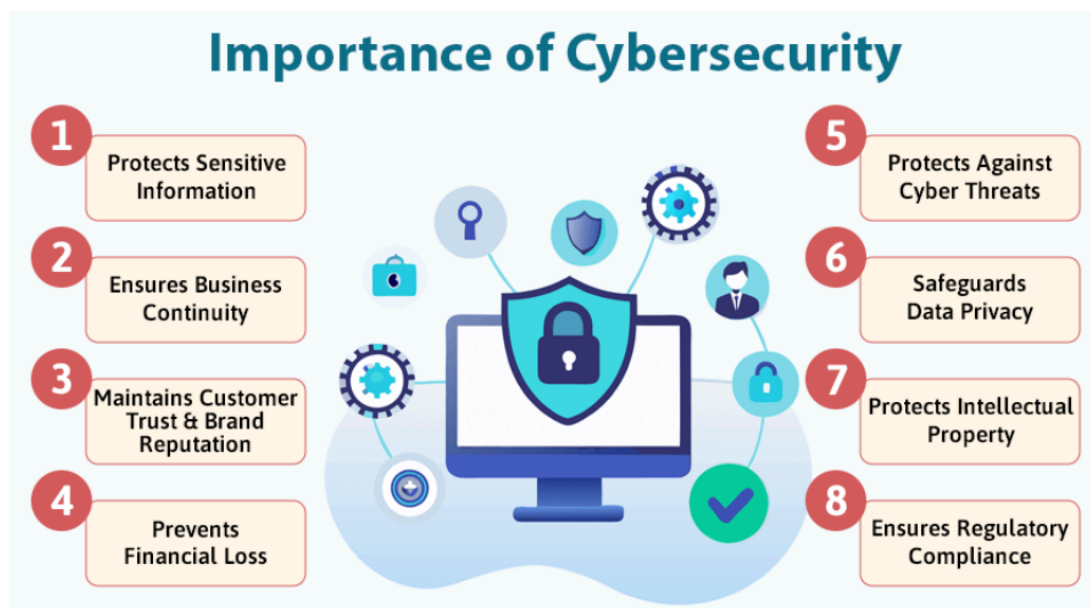 Importance of Cybersecurity
1
Protects Sensitive
Information
2
Ensures Business
Continuity
3
Maintains Customer
Trust & Brand
Reputation
4
Prevents
Financial Loss
5
Protects Against
Cyber Threats
6
Safeguards
Data Privacy
7
Protects Intellectual
Property
8
Ensures Regulatory
Compliance